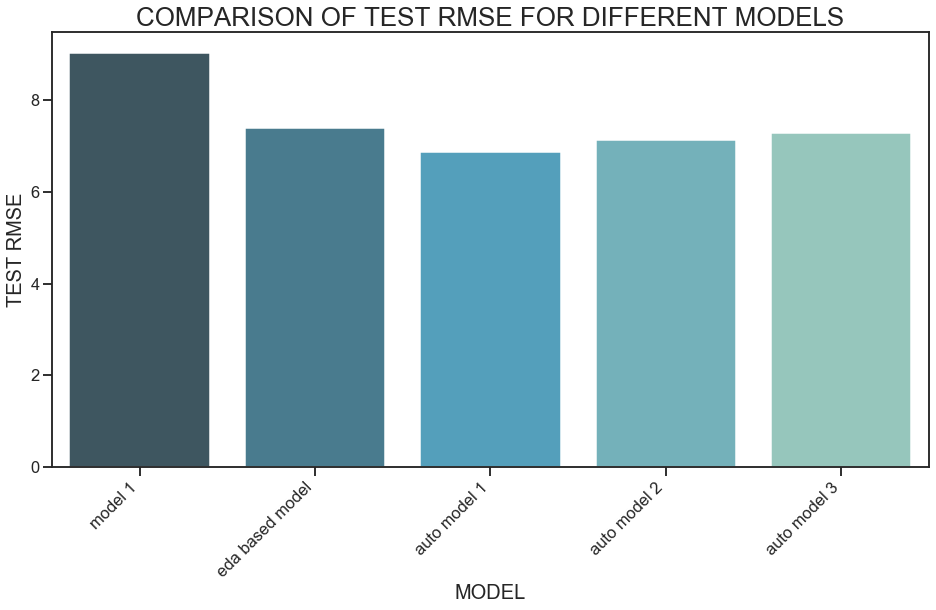 COMPARISON OF TEST RMSE FOR DIFFERENT MODELS
TEST RMSE
8
6
4
2
0
model 1
eda based model
auto model 1
auto model 2
auto model 3
MODEL